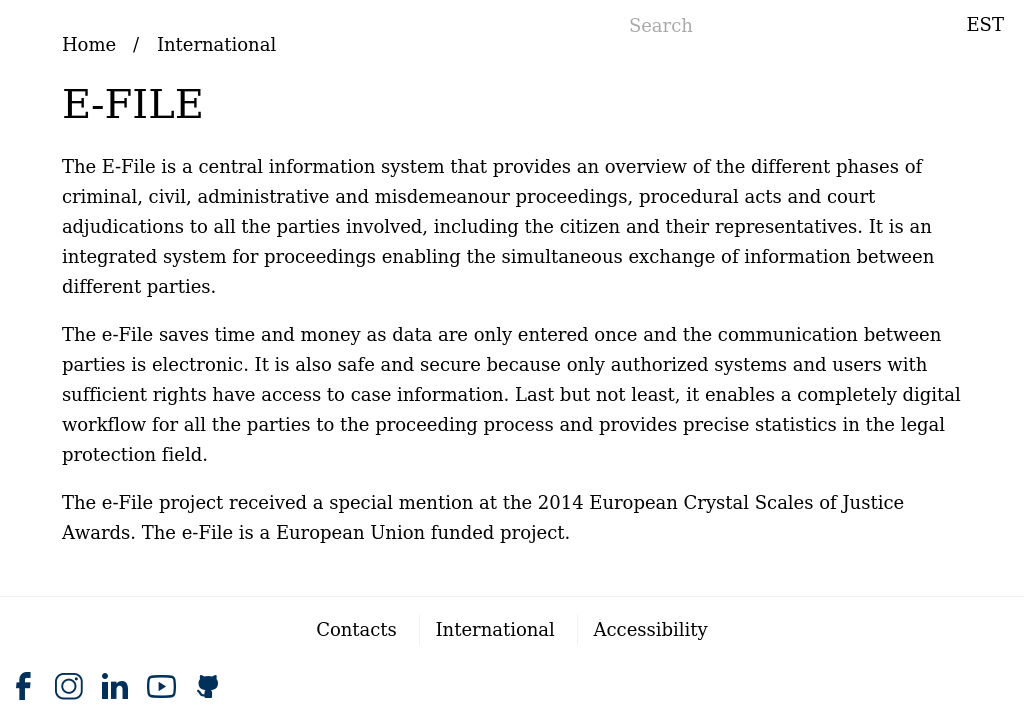 Search
EST
Home / International
E-FILE
The E-File is a central information system that provides an overview of the different phases of
criminal, civil, administrative and misdemeanour proceedings, procedural acts and court
adjudications to all the parties involved, including the citizen and their representatives. It is an
integrated system for proceedings enabling the simultaneous exchange of information between
different parties.
The e-File saves time and money as data are only entered once and the communication between
parties is electronic. It is also safe and secure because only authorized systems and users with
sufficient rights have access to case information. Last but not least, it enables a completely digital
workflow for all the parties to the proceeding process and provides precise statistics in the legal
protection field.
The e-File project received a special mention at the 2014 European Crystal Scales of Justice
Awards. The e-File is a European Union funded project.
Contacts International Accessibility